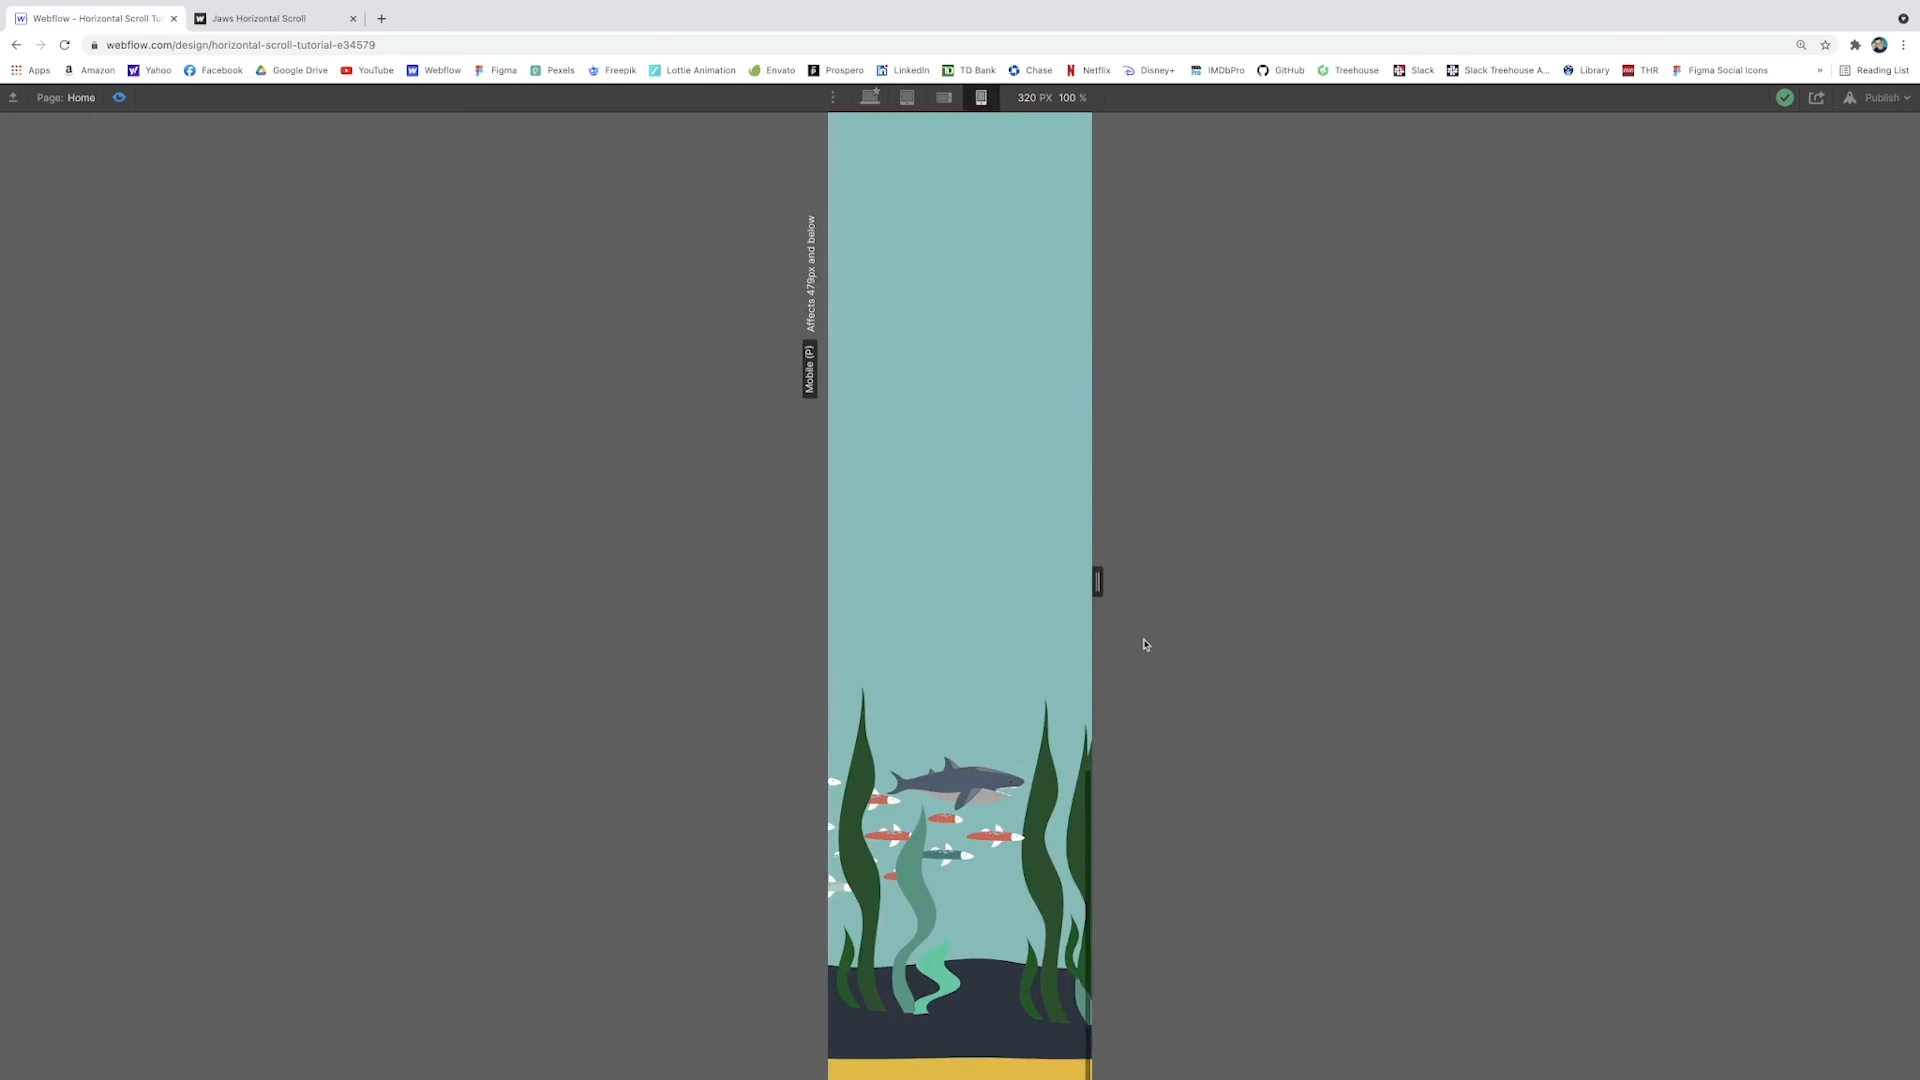 Webflow - Horizontal Scroll Tut
Jaws Horizontal Scroll
webflow.com/design/horizontal-scroll-tutorial-e34579
Apps Amazon Yahoo Facebook Google Drive YouTube Webflow Figma Pexels Freepik Lottie Animation Envato Prospero LinkedIn TD Bank Chase Netflix Disney+ IMDbPro GitHub Treehouse Slack Slack Treehouse A... Library THR Figma Social Icons » Reading List
Page: Home 320 PX 100 % Publish
Affects 479px and below
Mobile (P)